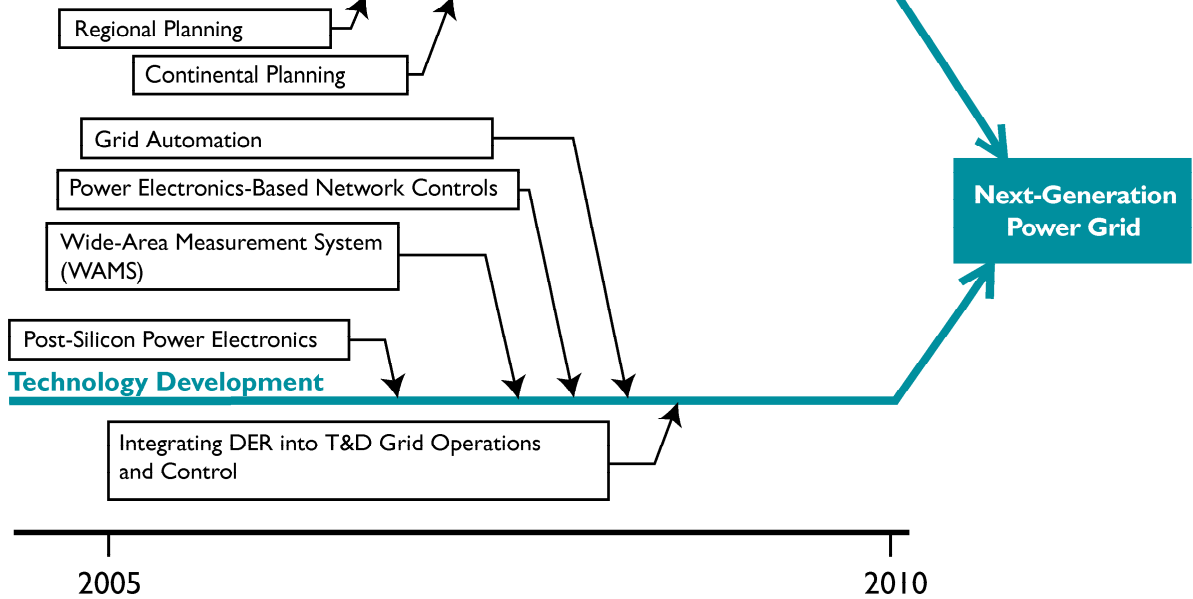 Regional Planning
Continental Planning
Grid Automation
Power Electronics-Based Network Controls
Next-Generation
Power Grid
Wide-Area Measurement System
(WAMS)
Post-Silicon Power Electronics
Technology Development
Integrating DER into T&D Grid Operations
and Control
2005
2010